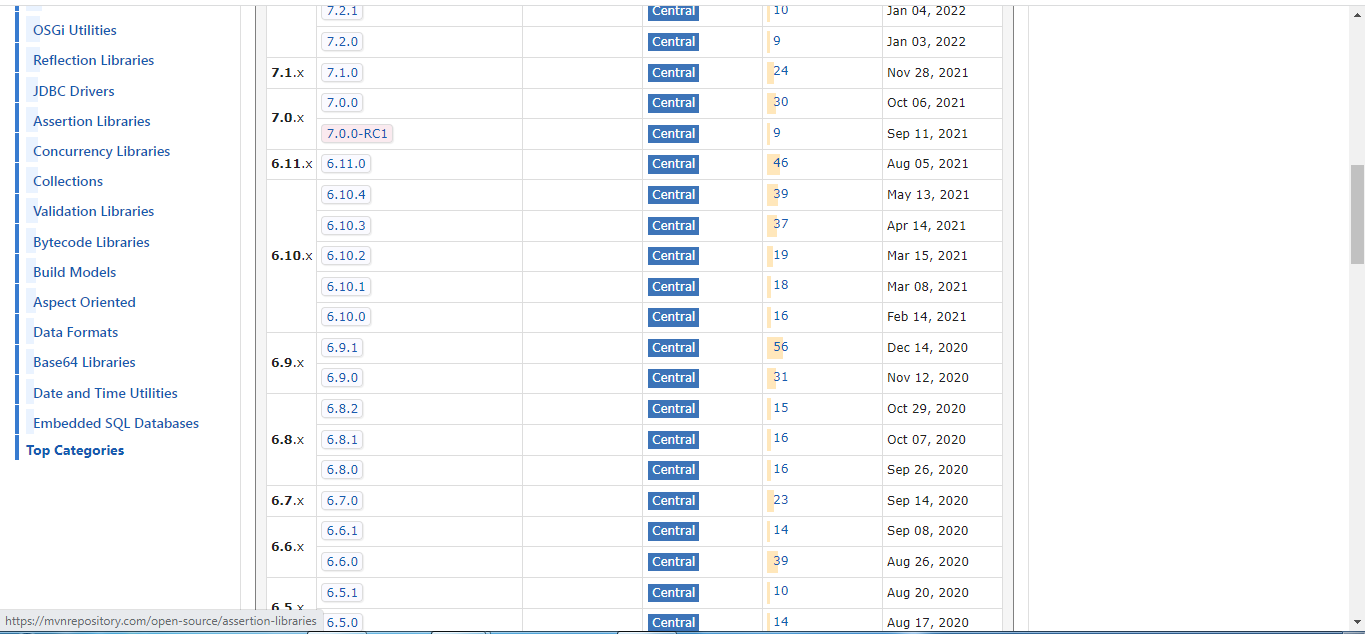 OSGi Utilities
Reflection Libraries
JDBC Drivers
Assertion Libraries
Concurrency Libraries
Collections
Validation Libraries
Bytecode Libraries
Build Models
Aspect Oriented
Data Formats
Base64 Libraries
Date and Time Utilities
Embedded SQL Databases
Top Categories
7.2.1 Central 10 Jan 04, 2022
7.2.0 Central 9 Jan 03, 2022
7.1.x 7.1.0 Central 24 Nov 28, 2021
7.0.x
7.0.0 Central 30 Oct 06, 2021
7.0.0-RC1 Central 9 Sep 11, 2021
6.11.x 6.11.0 Central 46 Aug 05, 2021
6.10.x
6.10.4 Central 39 May 13, 2021
6.10.3 Central 37 Apr 14, 2021
6.10.2 Central 19 Mar 15, 2021
6.10.1 Central 18 Mar 08, 2021
6.10.0 Central 16 Feb 14, 2021
6.9.x
6.9.1 Central 56 Dec 14, 2020
6.9.0 Central 31 Nov 12, 2020
6.8.x
6.8.2 Central 15 Oct 29, 2020
6.8.1 Central 16 Oct 07, 2020
6.8.0 Central 16 Sep 26, 2020
6.7.x 6.7.0 Central 23 Sep 14, 2020
6.6.x
6.6.1 Central 14 Sep 08, 2020
6.6.0 Central 39 Aug 26, 2020
6.5.x
6.5.1 Central 10 Aug 20, 2020
6.5.0 Central 14 Aug 17, 2020
https://mvnrepository.com/open-source/assertion-libraries